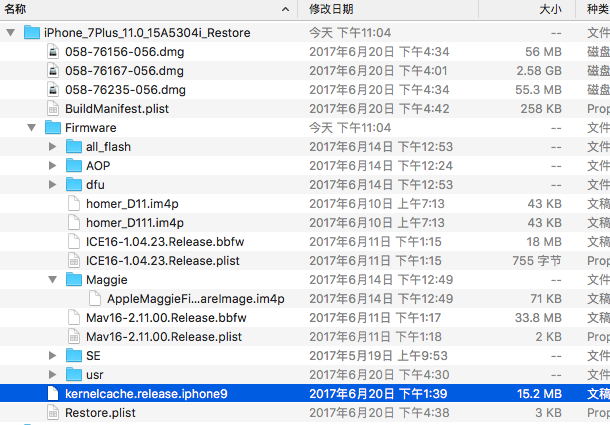 名称 修改日期 大小 种类
iPhone_7Plus_11.0_15A5304i_Restore 今天 下午11:04 -- 文件
058-76156-056.dmg 2017年6月20日 下午4:34 56 MB 磁盘
058-76167-056.dmg 2017年6月20日 下午4:01 2.58 GB 磁盘
058-76235-056.dmg 2017年6月20日 下午4:34 55.3 MB 磁盘
BuildManifest.plist 2017年6月20日 下午4:42 258 KB Prop
Firmware 今天 下午11:04 -- 文件
all_flash 2017年6月14日 下午12:53 -- 文件
AOP 2017年6月14日 下午12:24 -- 文件
dfu 2017年6月14日 下午12:53 -- 文件
homer_D11.im4p 2017年6月10日 上午7:13 43 KB 文稿
homer_D111.im4p 2017年6月10日 上午7:13 43 KB 文稿
ICE16-1.04.23.Release.bbfw 2017年6月11日 下午1:15 18 MB 文稿
ICE16-1.04.23.Release.plist 2017年6月11日 下午1:15 755 字节 Prop
Maggie 2017年6月14日 下午12:49 -- 文件
AppleMaggieFi...areImage.im4p 2017年6月14日 下午12:49 71 KB 文稿
Mav16-2.11.00.Release.bbfw 2017年6月11日 下午1:17 33.8 MB 文稿
Mav16-2.11.00.Release.plist 2017年6月11日 下午1:18 2 KB Prop
SE 2017年5月19日 上午9:53 -- 文件
usr 2017年6月20日 下午4:30 -- 文件
kernelcache.release.iphone9 2017年6月20日 下午1:39 15.2 MB 文稿
Restore.plist 2017年6月20日 下午4:38 3 KB Prop